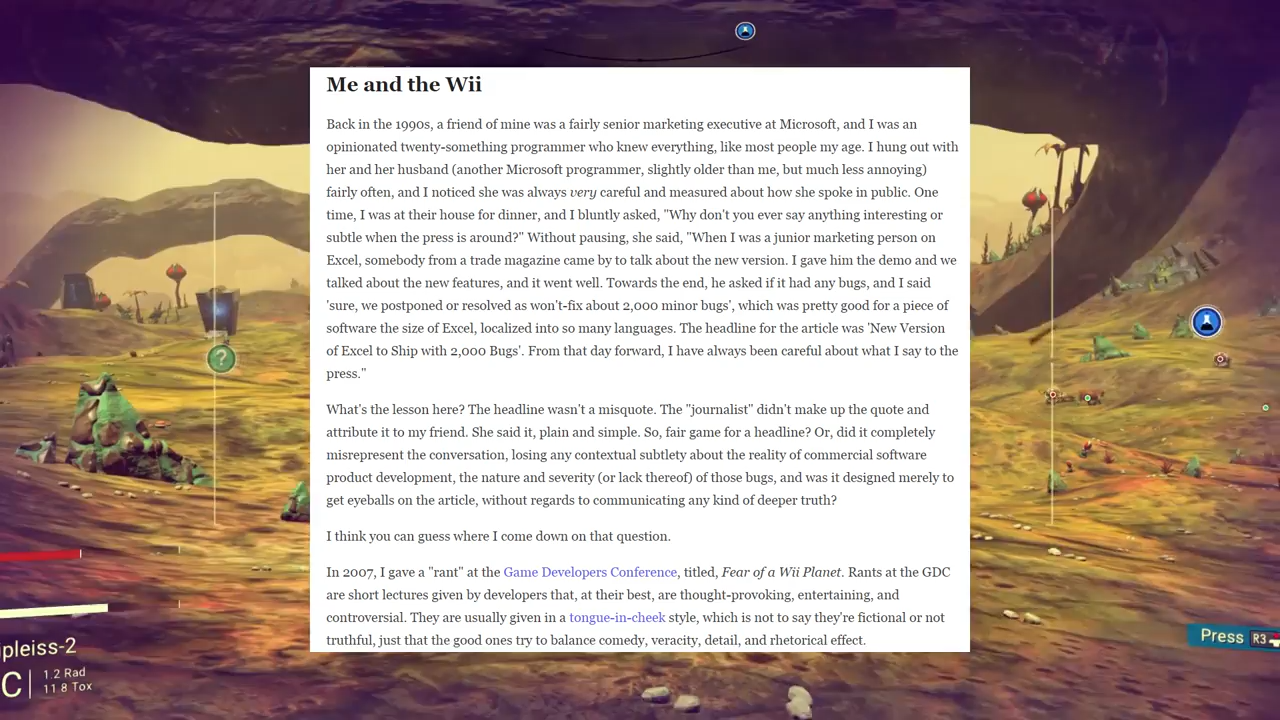 Me and the Wii
Back in the 1990s, a friend of mine was a fairly senior marketing executive at Microsoft, and I was an
opinionated twenty-something programmer who knew everything, like most people my age. I hung out with
her and her husband (another Microsoft programmer, slightly older than me, but much less annoying)
fairly often, and I noticed she was always very careful and measured about how she spoke in public. One
time, I was at their house for dinner, and I bluntly asked, "Why don't you ever say anything interesting or
subtle when the press is around?" Without pausing, she said, "When I was a junior marketing person on
Excel, somebody from a trade magazine came by to talk about the new version. I gave him the demo and we
talked about the new features, and it went well. Towards the end, he asked if it had any bugs, and I said
'sure, we postponed or resolved as won't-fix about 2,000 minor bugs', which was pretty good for a piece of
software the size of Excel, localized into so many languages. The headline for the article was 'New Version
of Excel to Ship with 2,000 Bugs'. From that day forward, I have always been careful about what I say to the
press."
What's the lesson here? The headline wasn't a misquote. The "journalist" didn't make up the quote and
attribute it to my friend. She said it, plain and simple. So, fair game for a headline? Or, did it completely
misrepresent the conversation, losing any contextual subtlety about the reality of commercial software
product development, the nature and severity (or lack thereof) of those bugs, and was it designed merely to
get eyeballs on the article, without regards to communicating any kind of deeper truth?
I think you can guess where I come down on that question.
In 2007, I gave a "rant" at the Game Developers Conference, titled, Fear of a Wii Planet. Rants at the GDC
are short lectures given by developers that, at their best, are thought-provoking, entertaining, and
controversial. They are usually given in a tongue-in-cheek style, which is not to say they're fictional or not
truthful, just that the good ones try to balance comedy, veracity, detail, and rhetorical effect.
?
ipleiss-2
C
1.2 Rad
11.8 Tox
Press R3